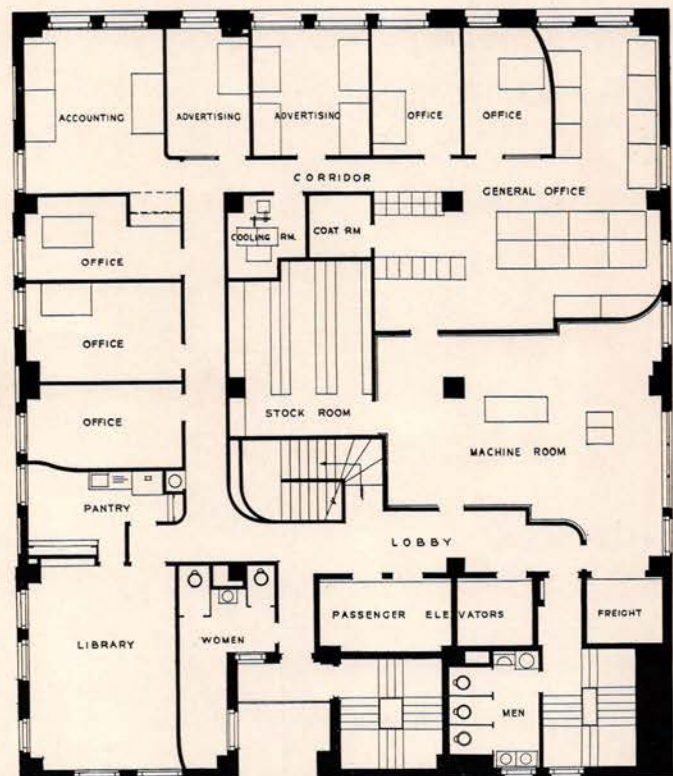 ACCOUNTING
ADVERTISING
ADVERTISING
OFFICE
OFFICE
CORRIDOR
GENERAL OFFICE
COOLING RM.
COAT RM
OFFICE
OFFICE
OFFICE
STOCK ROOM
MACHINE ROOM
PANTRY
LOBBY
PASSENGER ELEVATORS
FREIGHT
LIBRARY
WOMEN
MEN